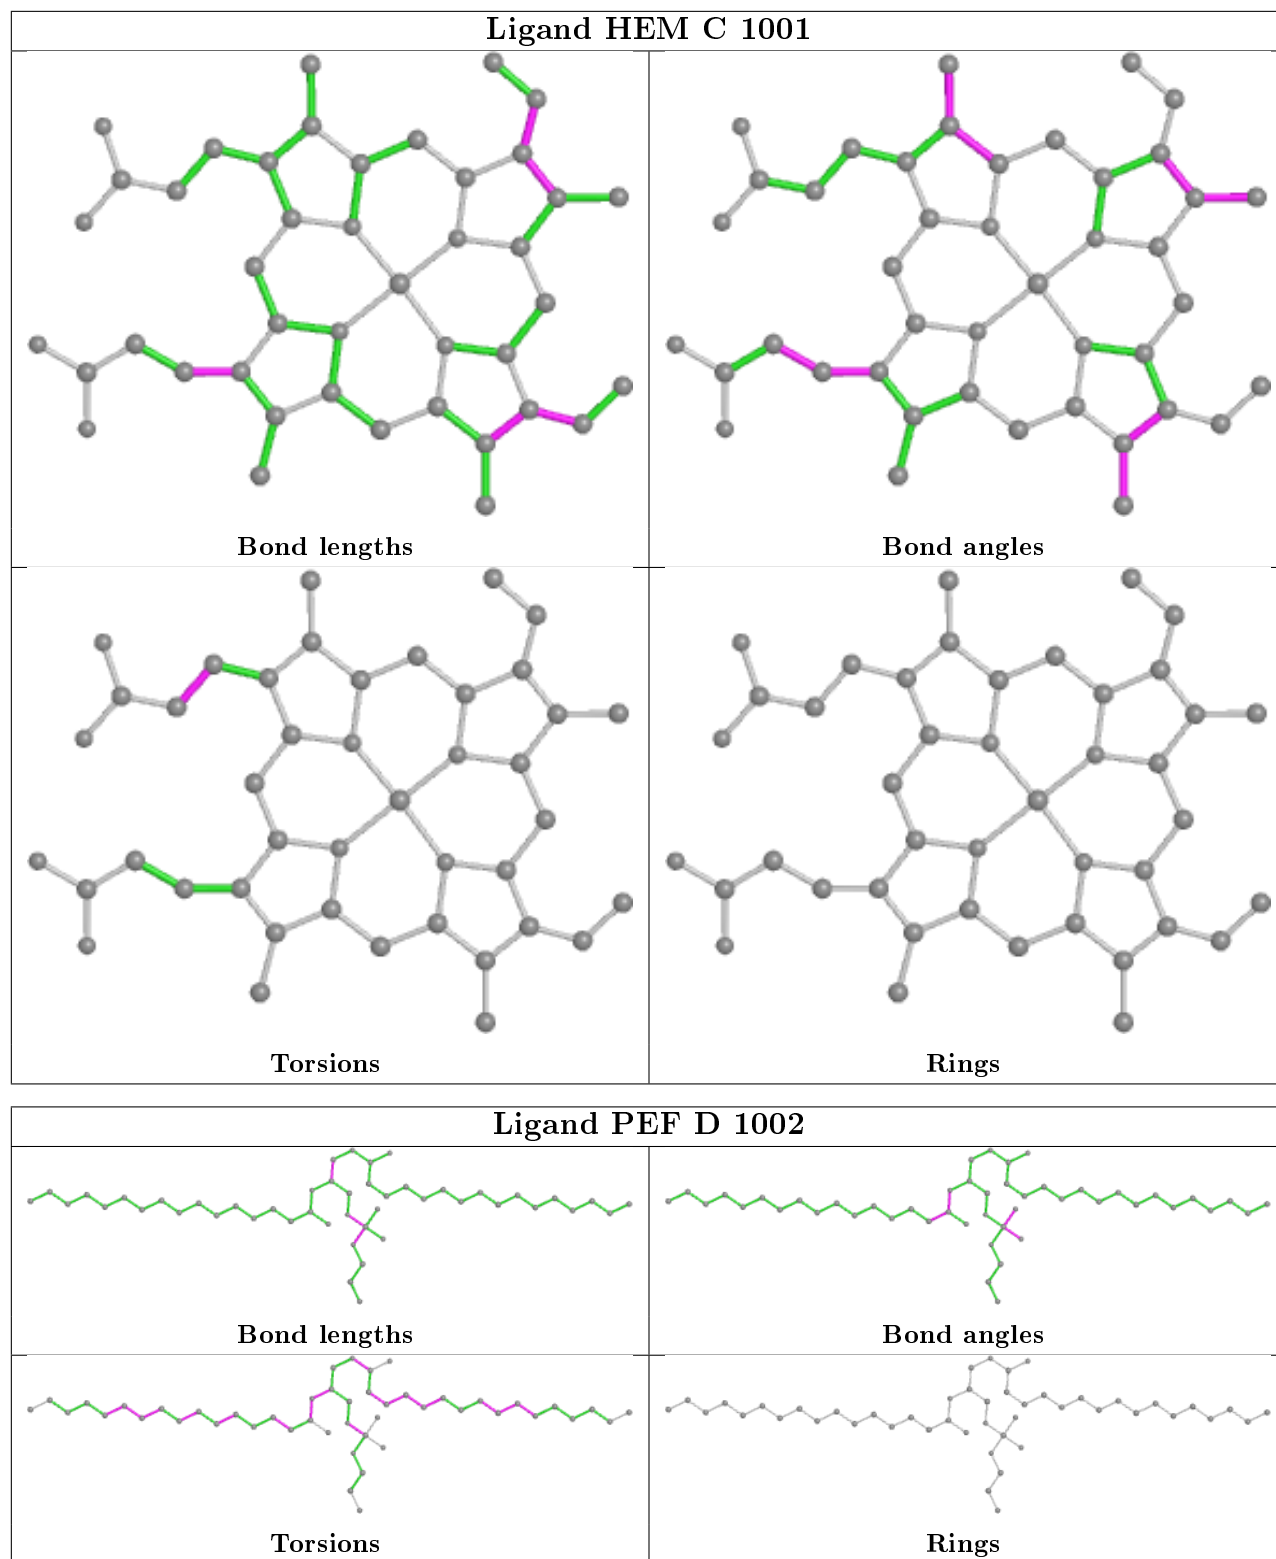 Ligand HEM C 1001
Bond lengths
Bond angles
Torsions
Rings
Ligand PEF D 1002
Bond lengths
Bond angles
Torsions
Rings